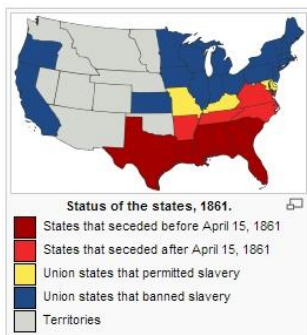 Status of the states, 1861.
States that seceded before April 15, 1861
States that seceded after April 15, 1861
Union states that permitted slavery
Union states that banned slavery
Territories